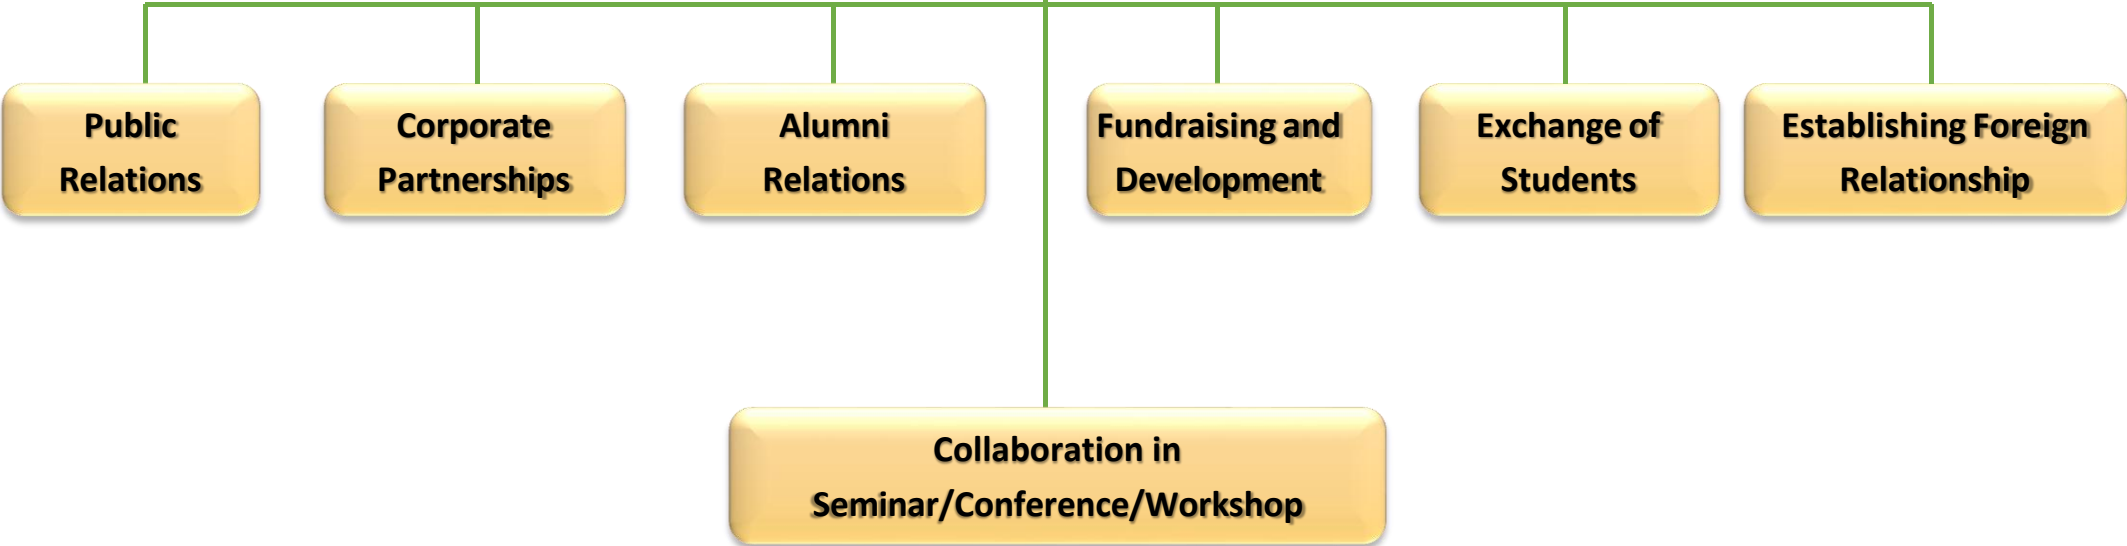 Public
Relations
Corporate
Partnerships
Alumni
Relations
Fundraising and
Development
Exchange of
Students
Establishing Foreign
Relationship
Collaboration in
Seminar/Conference/Workshop